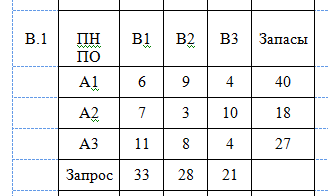 В.1 ПН В1 В2 В3 Запасы
ПО
А1 6 9 4 40
А2 7 3 10 18
А3 11 8 4 27
Запрос 33 28 21